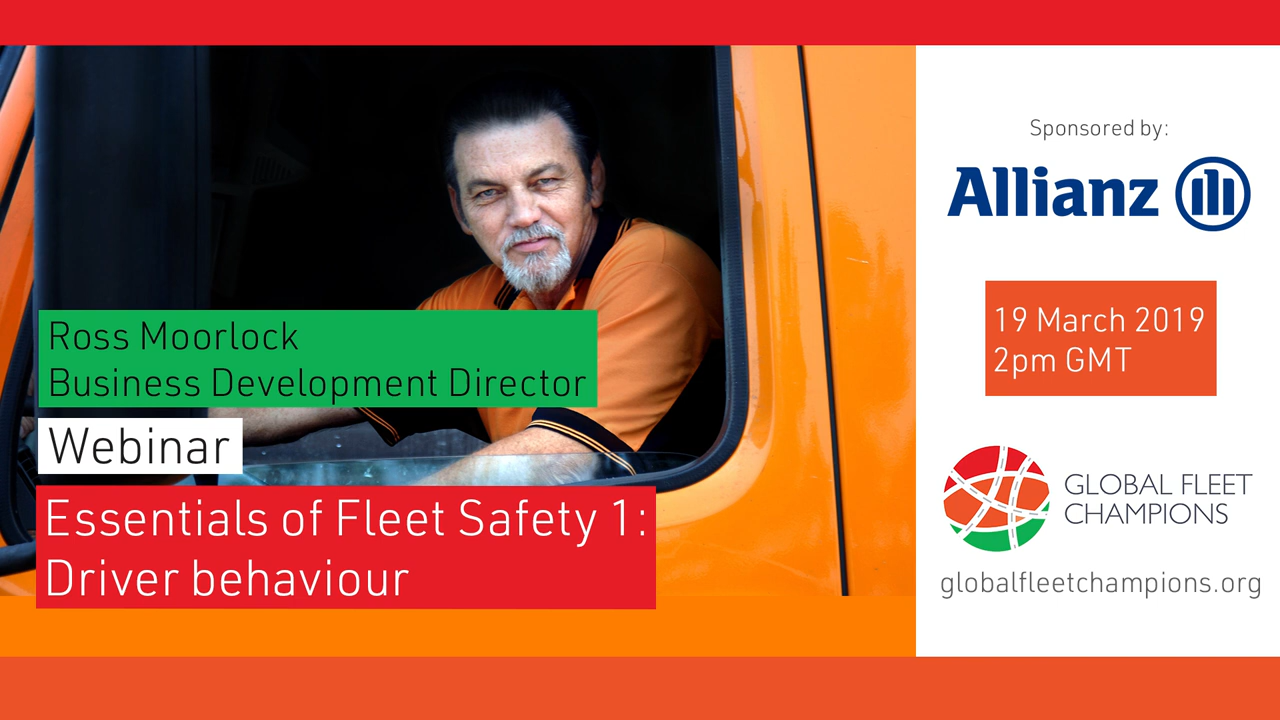 Ross Moorlock
Business Development Director
Webinar
Essentials of Fleet Safety 1:
Driver behaviour
Sponsored by:
Allianz
19 March 2019
2pm GMT
GLOBAL FLEET
CHAMPIONS
globalfleetchampions.org